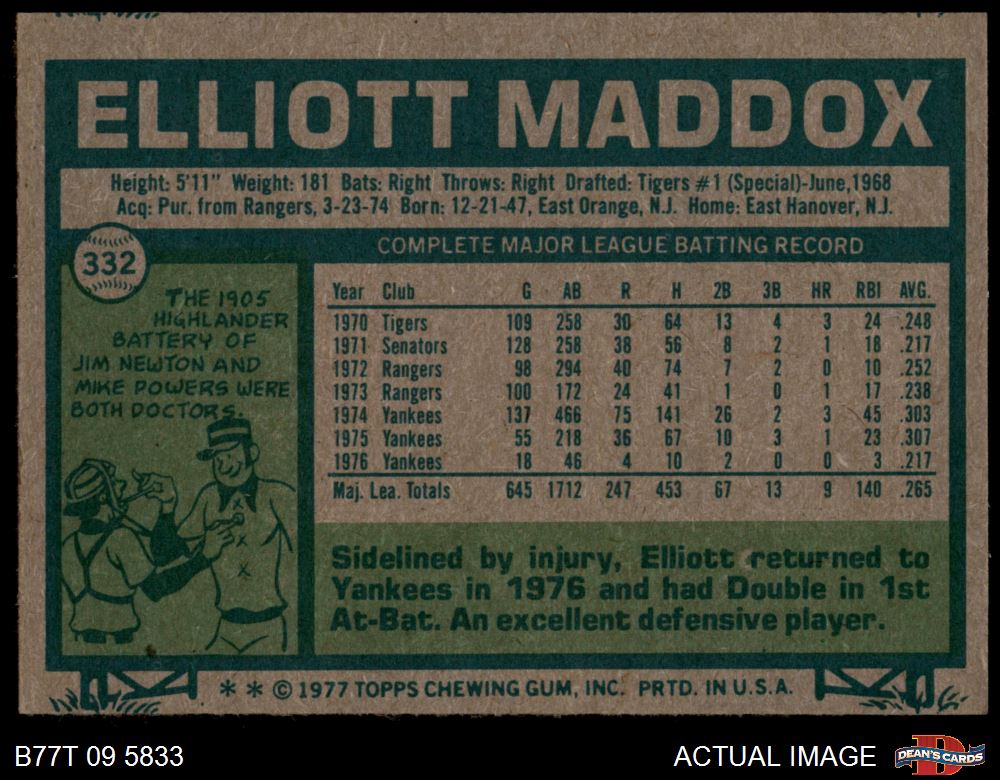 ELLIOTT MADDOX
Height: 5'11" Weight: 181 Bats: Right Throws: Right Drafted: Tigers #1 (Special)-June,1968
Acq: Pur. from Rangers, 3-23-74 Born: 12-21-47, East Orange, N.J. Home: East Hanover, N.J.
332
THE 1905
HIGHLANDER
BATTERY OF
JIM NEWTON AND
MIKE POWERS WERE
BOTH DOCTORS.
COMPLETE MAJOR LEAGUE BATTING RECORD
Year Club G AB R H 2B 3B HR RBI AVG.
1970 Tigers 109 258 30 64 13 4 3 24 .248
1971 Senators 128 258 38 56 8 2 1 18 .217
1972 Rangers 98 294 40 74 7 2 0 10 .252
1973 Rangers 100 172 24 41 1 0 1 17 .238
1974 Yankees 137 466 75 141 26 2 3 45 .303
1975 Yankees 55 218 36 67 10 3 1 23 .307
1976 Yankees 18 46 4 10 2 0 0 3 .217
Maj. Lea. Totals 645 1712 247 453 67 13 9 140 .265
Sidelined by injury, Elliott returned to
Yankees in 1976 and had Double in 1st
At-Bat. An excellent defensive player.
* * © 1977 TOPPS CHEWING GUM, INC. PRTD. IN U.S.A.
B77T 09 5833
ACTUAL IMAGE
DEAN'S CARDS